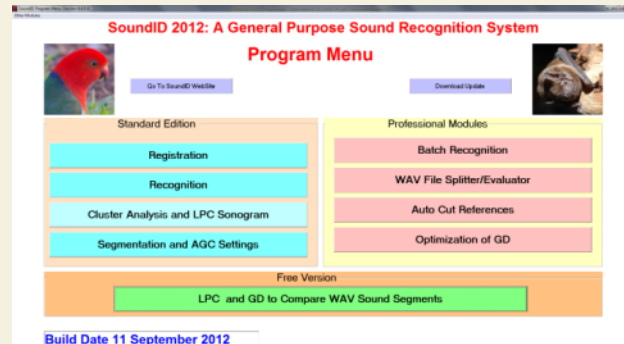 Other Modules
SoundID 2012: A General Purpose Sound Recognition System
Program Menu
Go To SoundID WebSite
Download Update
Standard Edition
Registration
Recognition
Cluster Analysis and LPC Sonogram
Segmentation and AGC Settings
Professional Modules
Batch Recognition
WAV File Splitter/Evaluator
Auto Cut References
Optimization of GD
Free Version
LPC and GD to Compare WAV Sound Segments
Build Date 11 September 2012